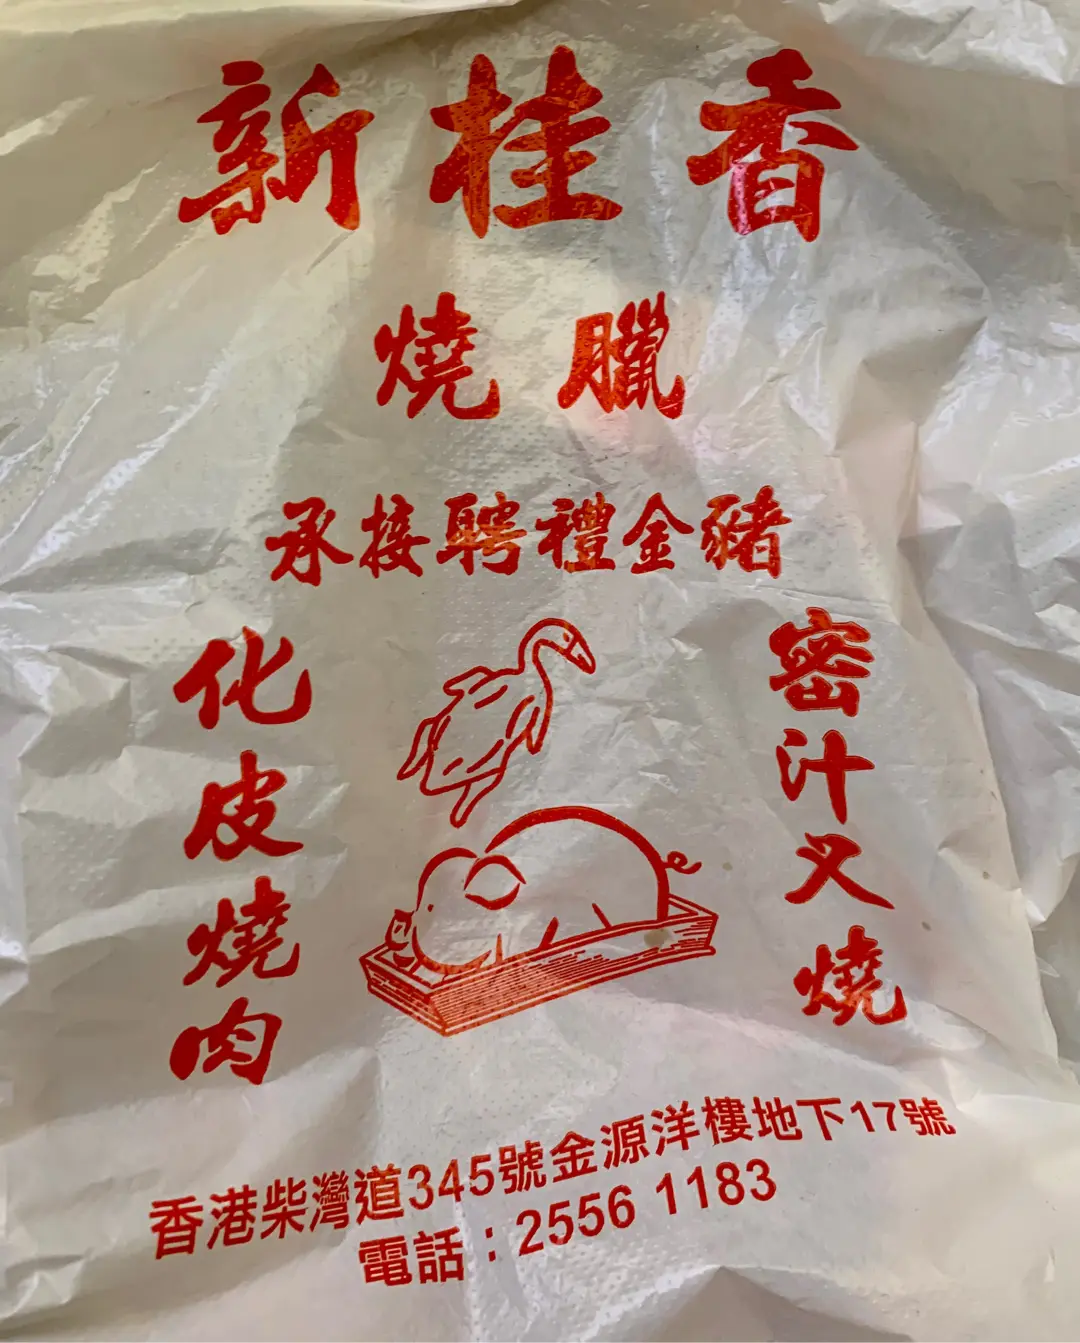 新桂香
燒臘
承接聘禮金豬
化皮燒肉
密汁叉燒
香港柴灣道345號金源洋樓地下17號
電話：2556 1183